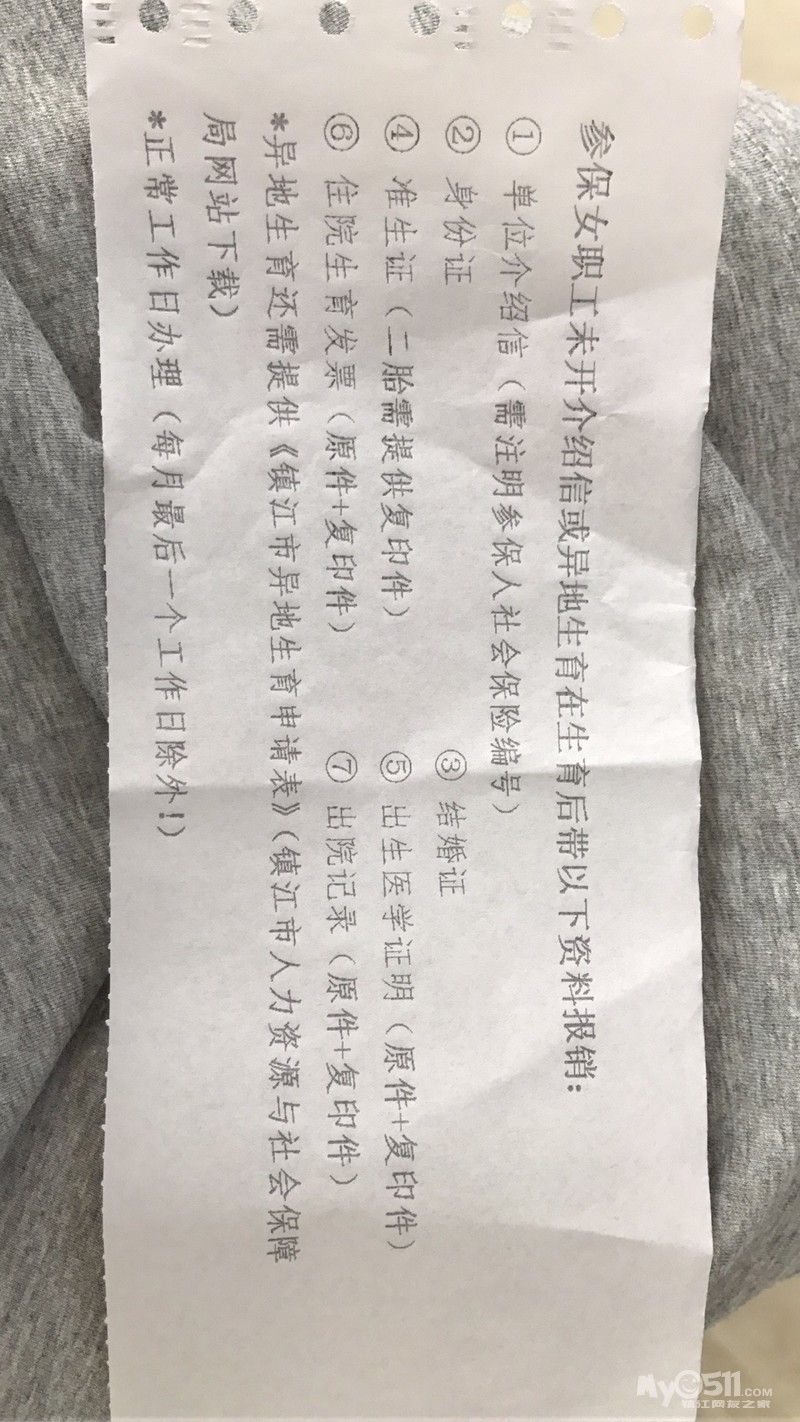 参保女职工未开介绍信或异地生育在生育后带以下资料报销:
① 单位介绍信(需注明参保人社会保险编号)
② 身份证 ③ 结婚证
④ 准生证(二胎需提供复印件) ⑤ 出生医学证明(原件+复印件)
⑥ 住院生育发票(原件+复印件) ⑦ 出院记录(原件+复印件)
*异地生育还需提供《镇江市异地生育申请表》(镇江市人力资源与社会保障
局网站下载)
*正常工作日办理(每月最后一个工作日除外!)
My0511.COM
镇江网友之家